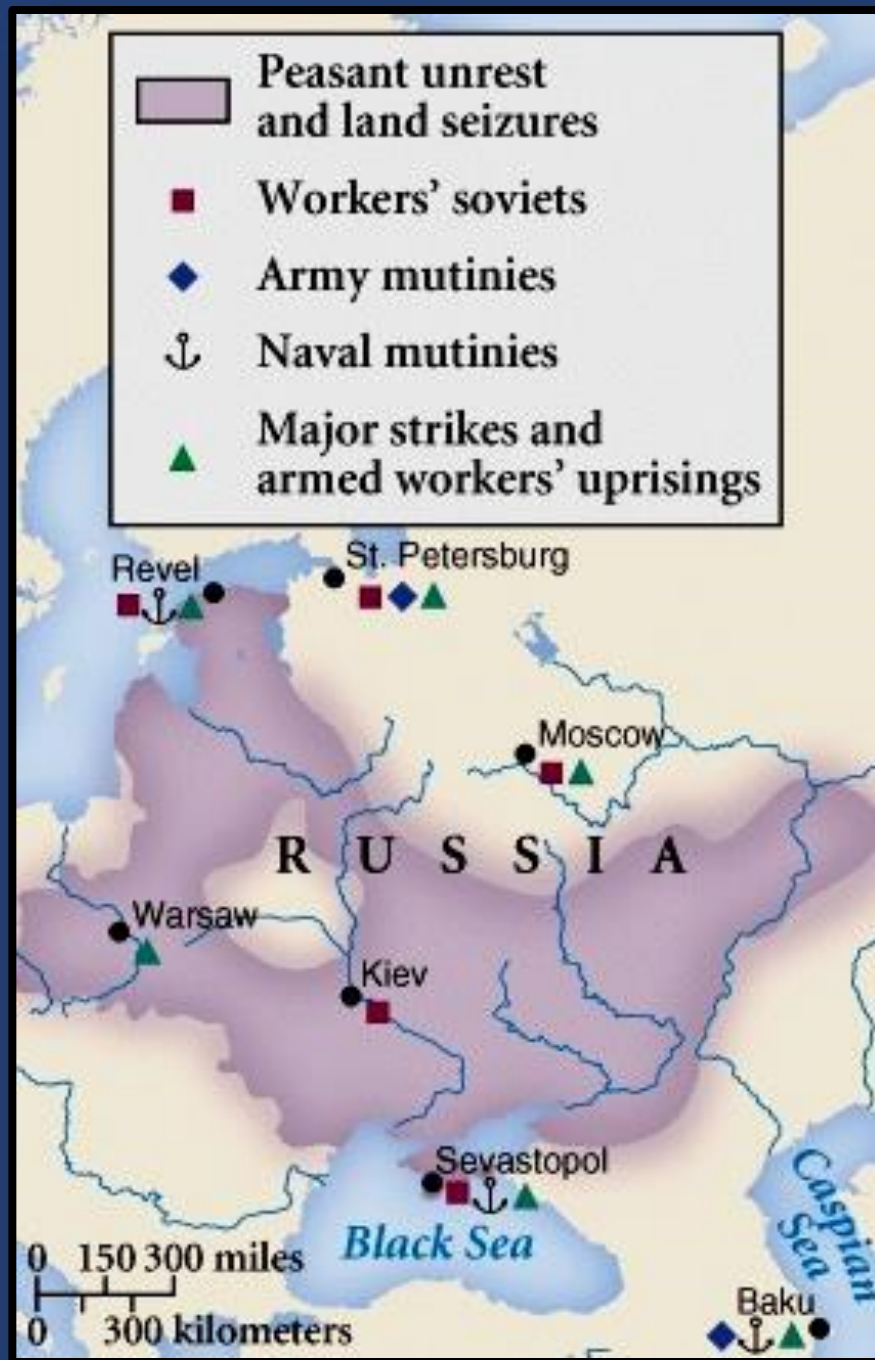 Peasant unrest
and land seizures
Workers' soviets
Army mutinies
Naval mutinies
Major strikes and
armed workers' uprisings
Revel
St. Petersburg
Moscow
R U S S I A
Warsaw
Kiev
Sevastopol
Black Sea
Caspian
Sea
0 150 300 miles
0 300 kilometers
Baku